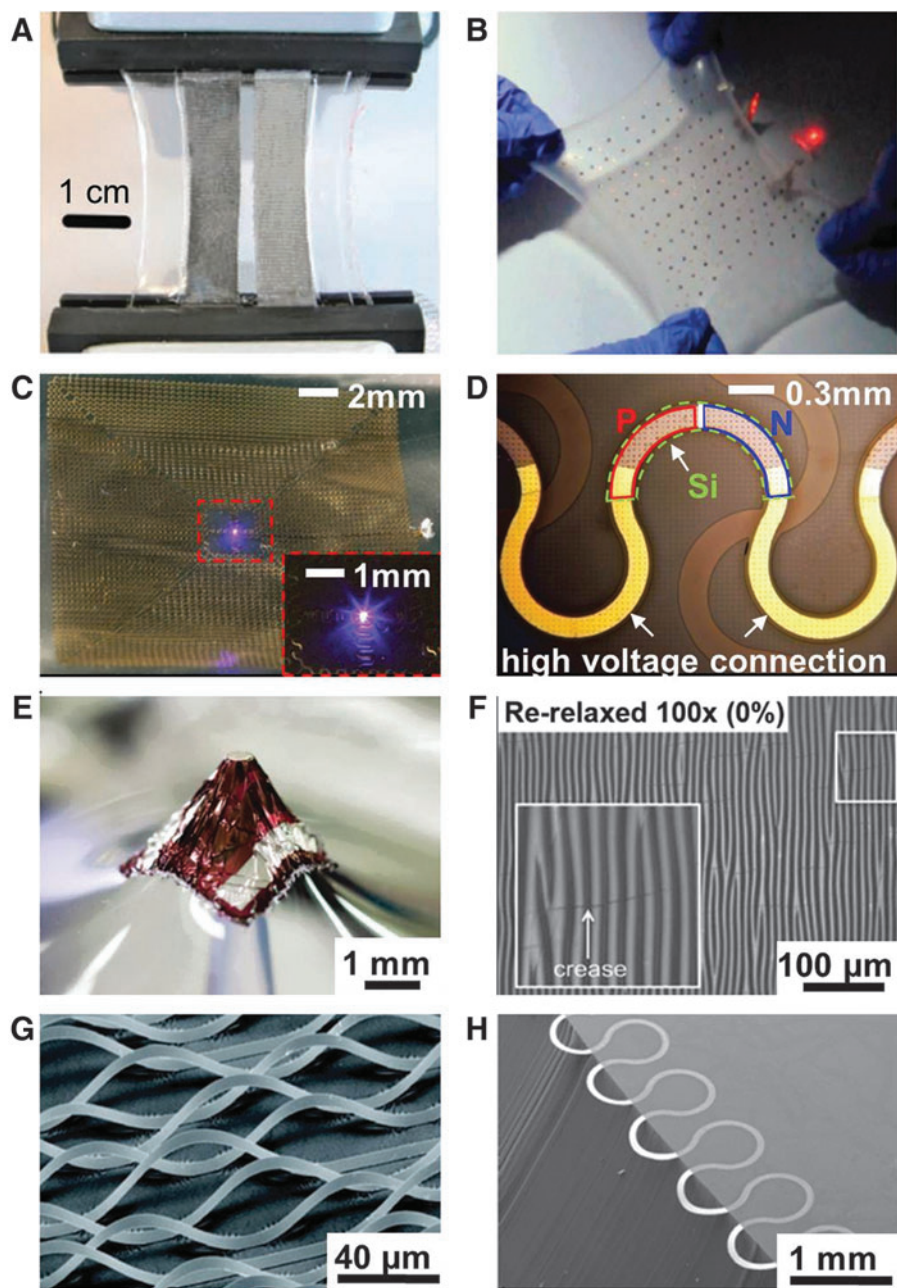 A
1 cm
B
C
2mm
1mm
D
0.3mm
P
N
Si
high voltage connection
E
1 mm
F
Re-relaxed 100x (0%)
crease
100 µm
G
40 µm
H
1 mm